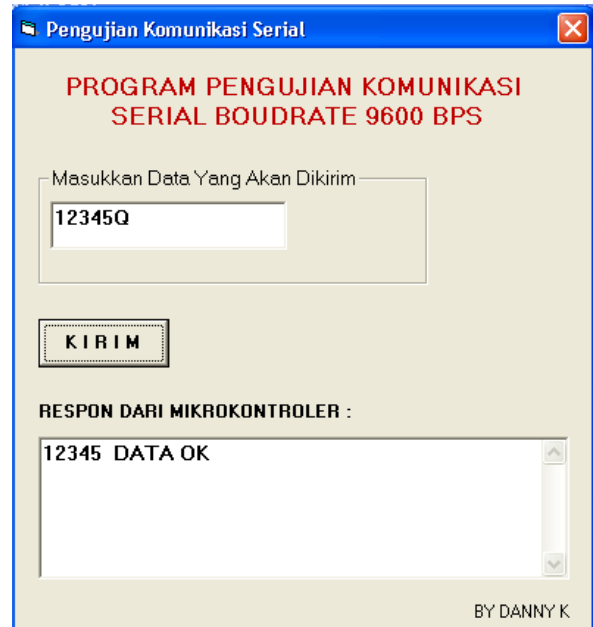 Pengujian Komunikasi Serial
PROGRAM PENGUJIAN KOMUNIKASI
SERIAL BOUDRATE 9600 BPS
Masukkan Data Yang Akan Dikirim
12345Q
K I R I M
RESPON DARI MIKROKONTROLER :
12345  DATA OK
BY DANNY K